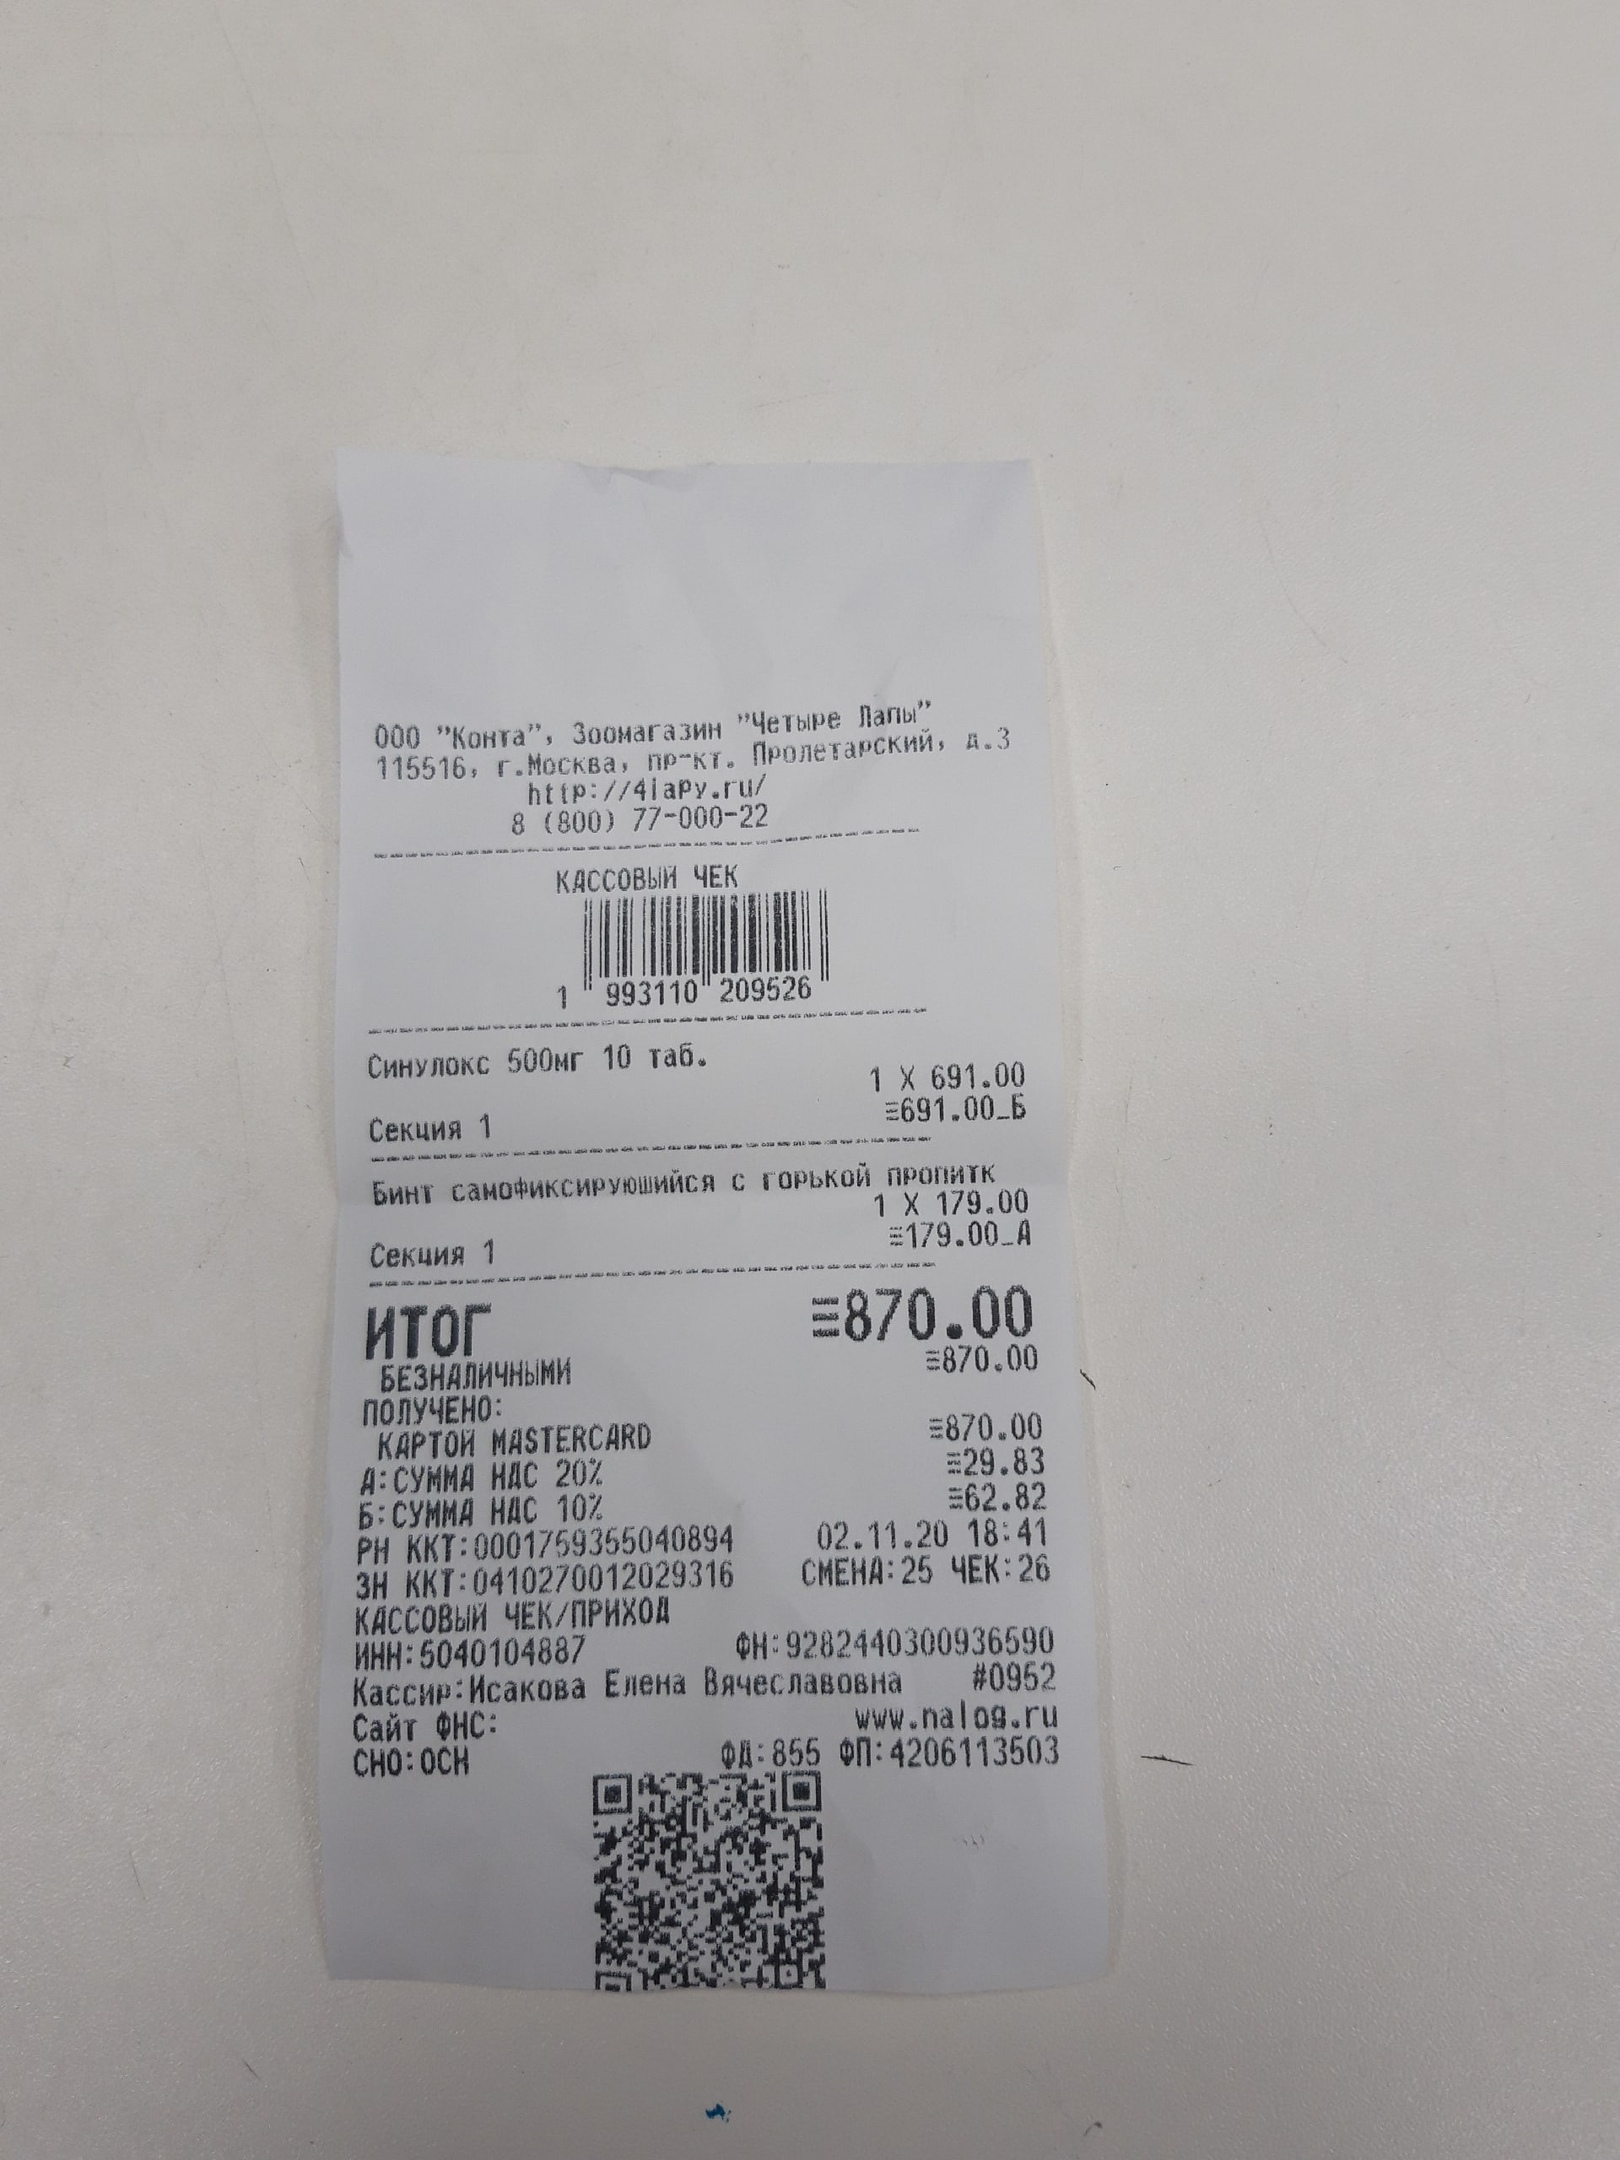 ООО "Конта", Зоомагазин "Четыре Лапы"
115516, г.Москва, пр-кт. Пролетарский, д.3
http://4lapy.ru/
8 (800) 77-000-22
КАССОВЫЙ ЧЕК
1 993110 209526
Синулокс 500мг 10 таб.
1 X 691.00
Секция 1 ≡691.00_Б
Бинт самофиксируюшийся с горькой пропитк
1 X 179.00
Секция 1 ≡179.00_А
ИТОГ ≡870.00
БЕЗНАЛИЧНЫМИ ≡870.00
ПОЛУЧЕНО:
КАРТОЙ MASTERCARD ≡870.00
А:СУММА НДС 20% ≡29.83
Б:СУММА НДС 10% ≡62.82
РН ККТ:0001759355040894 02.11.20 18:41
ЗН ККТ:0410270012029316 СМЕНА:25 ЧЕК:26
КАССОВЫЙ ЧЕК/ПРИХОД
ИНН:5040104887 ФН:9282440300936590
Кассир:Исакова Елена Вячеславовна #0952
Сайт ФНС: www.nalog.ru
СНО:ОСН ФД:855 ФП:4206113503